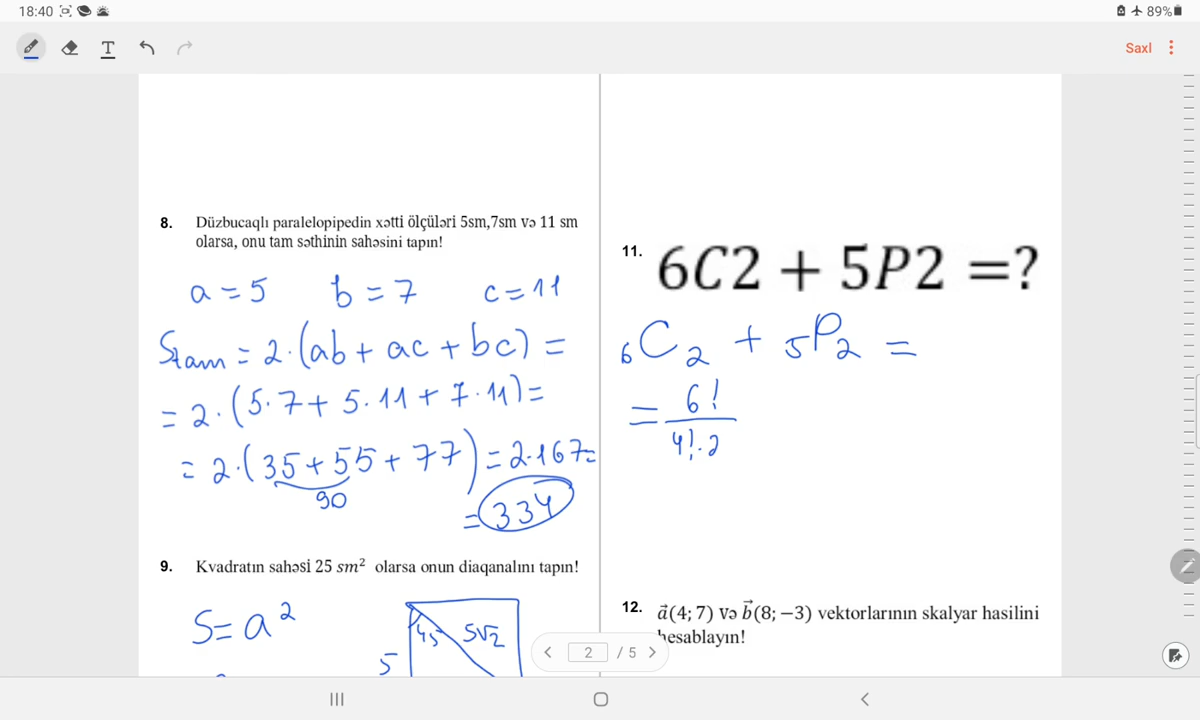 18:40
89%
T
Saxl
8. Düzbucaqlı paralelopipedin xətti ölçüləri 5sm,7sm və 11 sm
olarsa, onu tam səthinin sahəsini tapın!
a = 5 b = 7 c = 11
Stam = 2·(ab + ac + bc) =
= 2·(5·7 + 5·11 + 7·11) =
= 2·(35 + 55 + 77) = 2·167 =
90
= 334
9. Kvadratın sahəsi 25 sm² olarsa onun diaqanalını tapın!
S = a²
45 5√2
5
11. 6C2 + 5P2 =?
₆C₂ + ₅P₂ =
= 6!
4!·2
12. a⃗(4; 7) və b⃗(8; −3) vektorlarının skalyar hasilini
hesablayın!
2 / 5